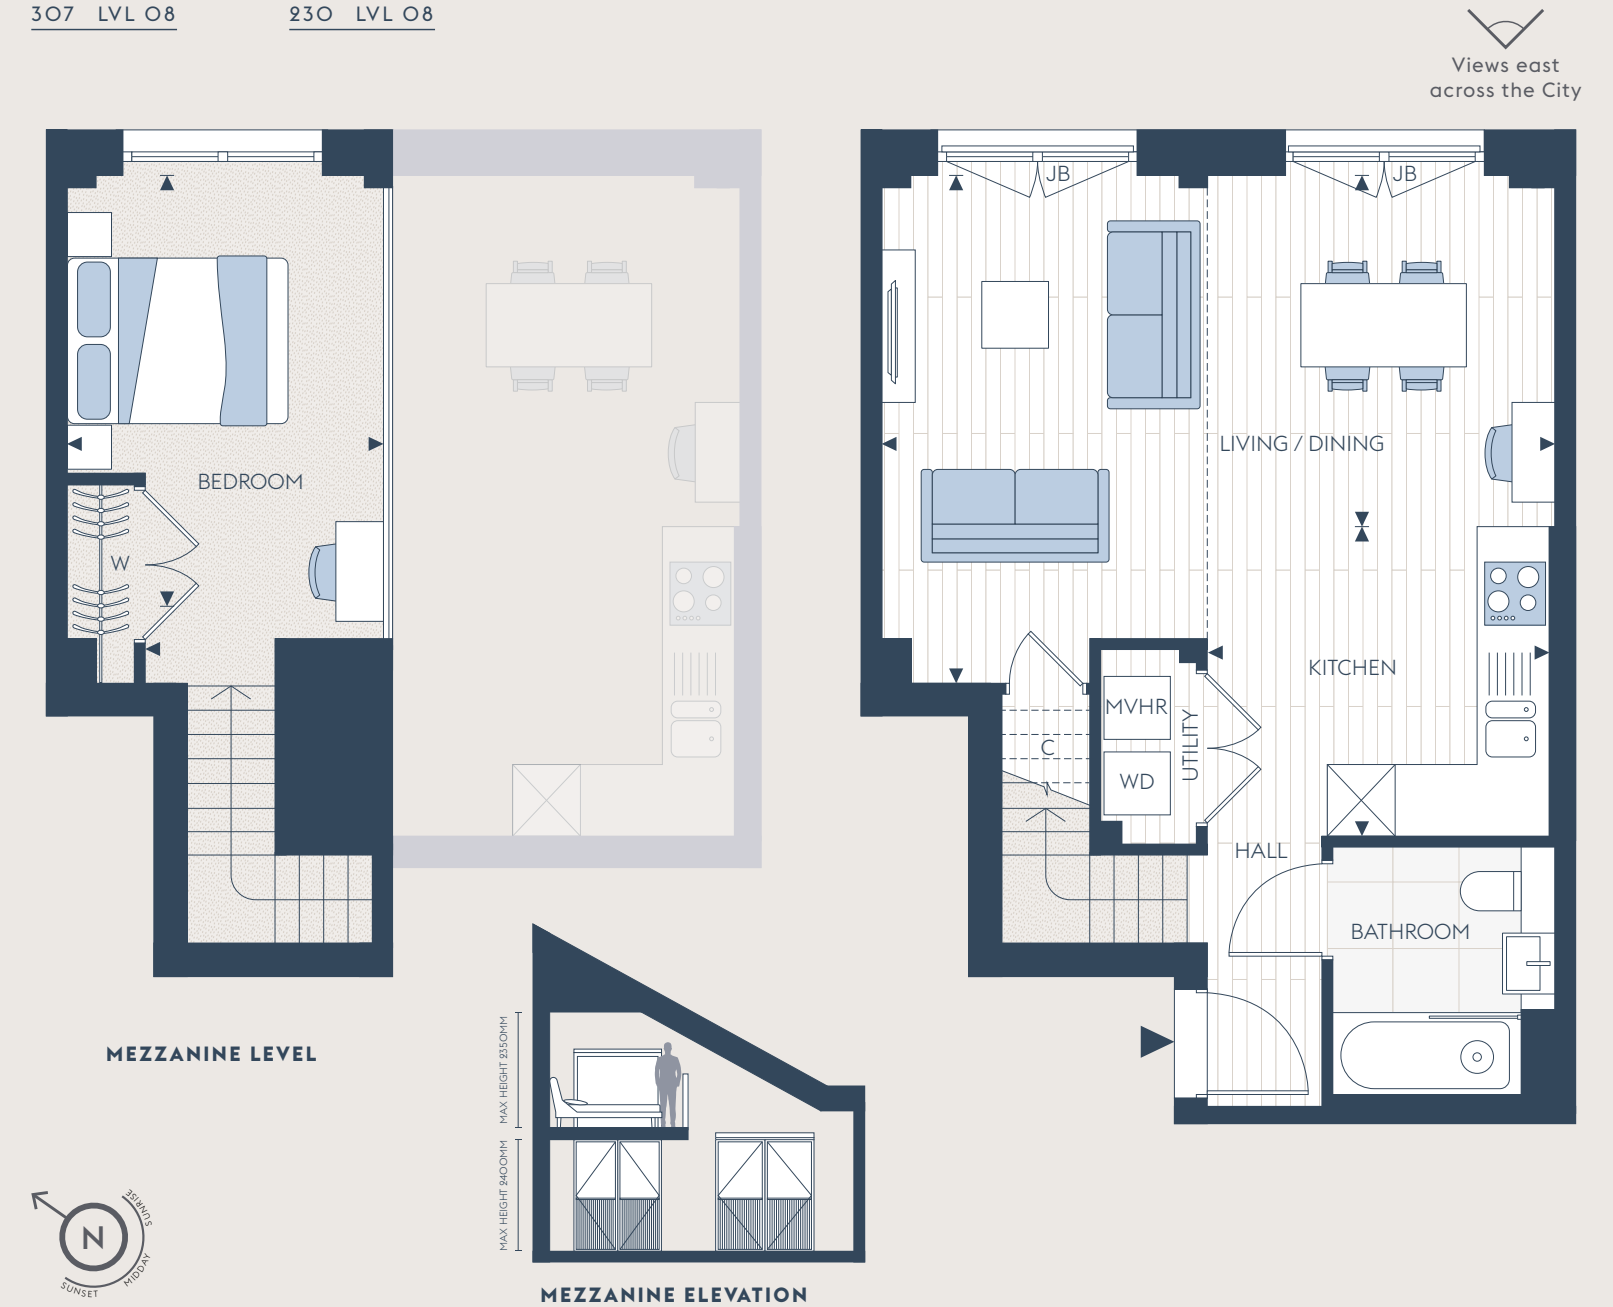 307 LVL 08
230 LVL 08
Views east
across the City
JB
JB
LIVING / DINING
BEDROOM
W
KITCHEN
MVHR
UTILITY
C
WD
HALL
BATHROOM
MEZZANINE LEVEL
MAX HEIGHT 2350MM
MAX HEIGHT 2400MM
N
SUNRISE
MIDDAY
SUNSET
MEZZANINE ELEVATION